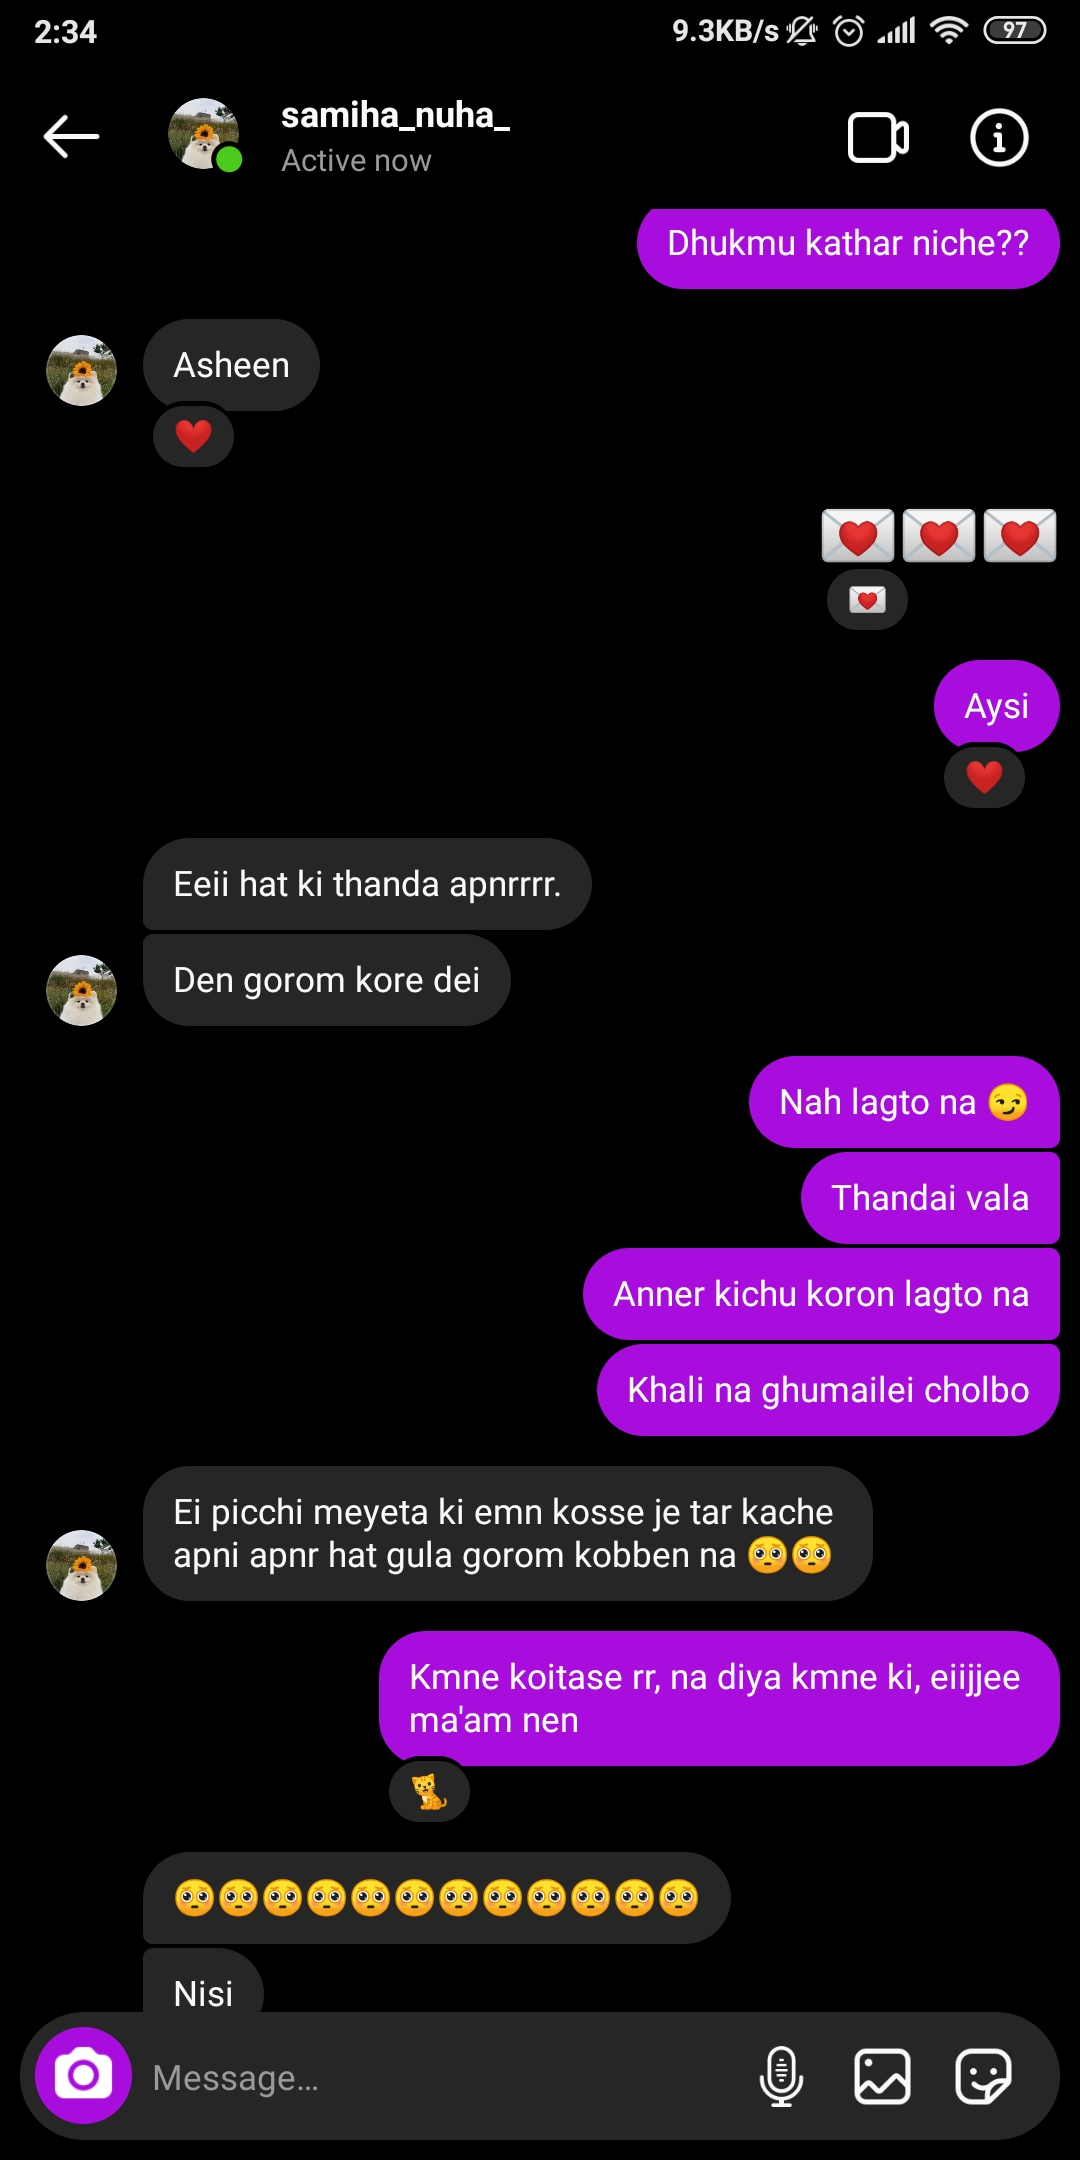 2:34
9.3KB/s
97
samiha_nuha_
Active now
Dhukmu kathar niche??
Asheen
❤️
💌💌💌
💌
Aysi
❤️
Eeii hat ki thanda apnrrrr.
Den gorom kore dei
Nah lagto na 😏
Thandai vala
Anner kichu koron lagto na
Khali na ghumailei cholbo
Ei picchi meyeta ki emn kosse je tar kache
apni apnr hat gula gorom kobben na 🥺🥺
Kmne koitase rr, na diya kmne ki, eiijjee
ma'am nen
🐈
🥺🥺🥺🥺🥺🥺🥺🥺🥺🥺🥺🥺
Nisi
Message...